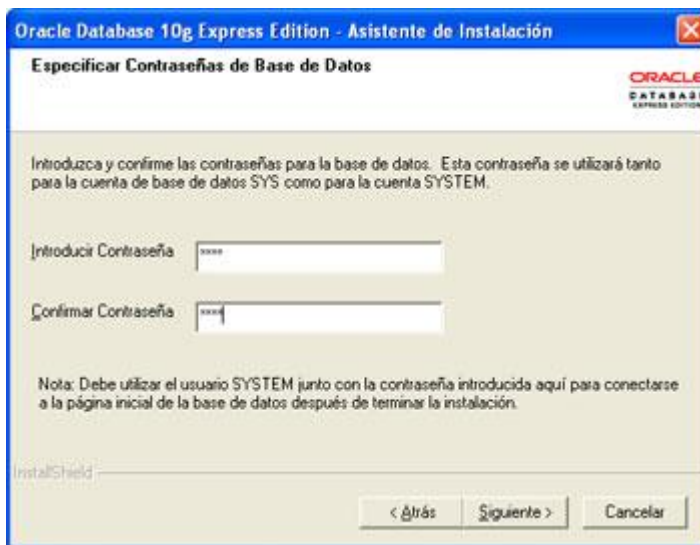 Oracle Database 10g Express Edition - Asistente de Instalación
Especificar Contraseñas de Base de Datos
ORACLE
DATABASE
EXPRESS EDITION
Introduzca y confirme las contraseñas para la base de datos. Esta contraseña se utilizará tanto
para la cuenta de base de datos SYS como para la cuenta SYSTEM.
Introducir Contraseña ××××
Confirmar Contraseña ××××
Nota: Debe utilizar el usuario SYSTEM junto con la contraseña introducida aquí para conectarse
a la página inicial de la base de datos después de terminar la instalación.
InstallShield
< Atrás Siguiente > Cancelar